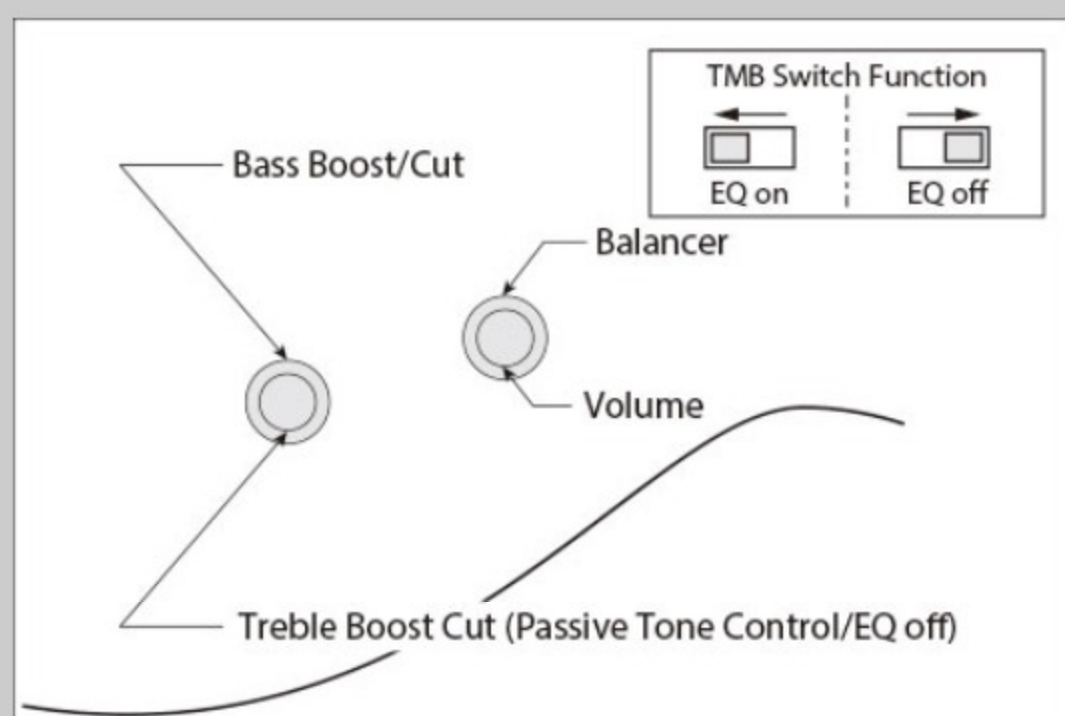 TMB Switch Function
EQ on
EQ off
Bass Boost/Cut
Balancer
Volume
Treble Boost Cut (Passive Tone Control/EQ off)